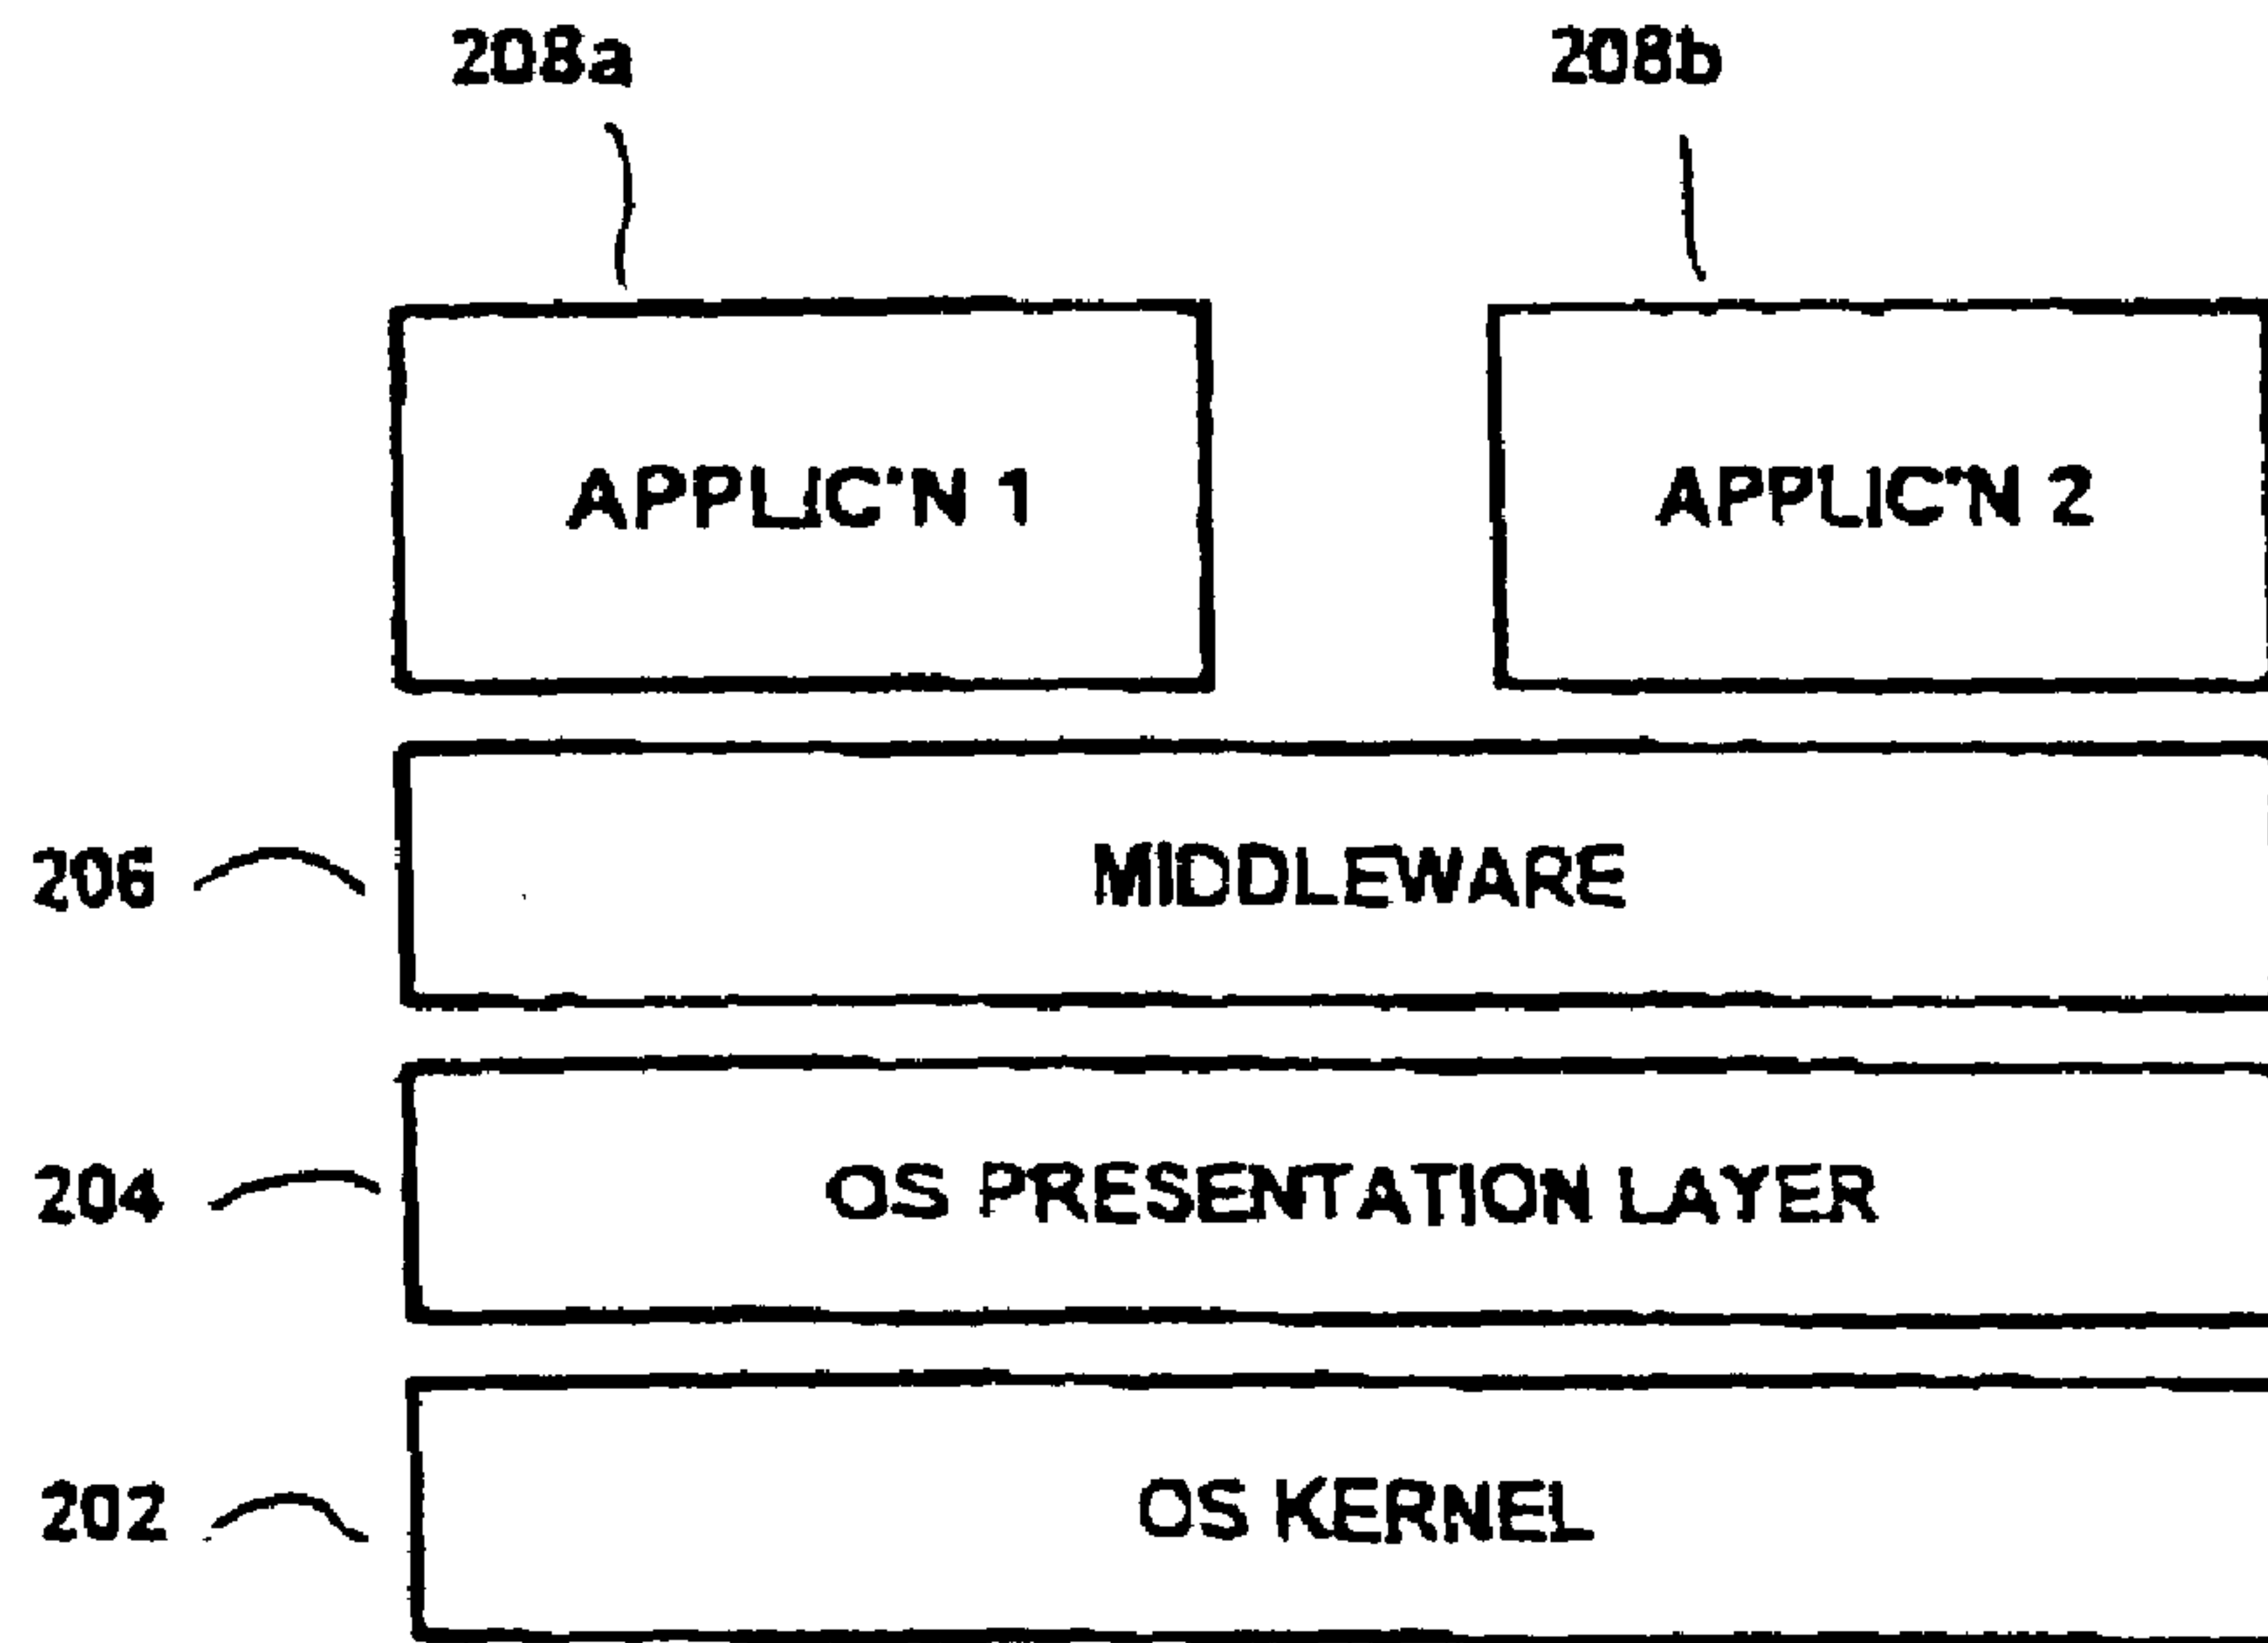 208a
208b
APPLIC'N 1
APPLIC'N 2
206
MIDDLEWARE
204
OS PRESENTATION LAYER
202
OS KERNEL